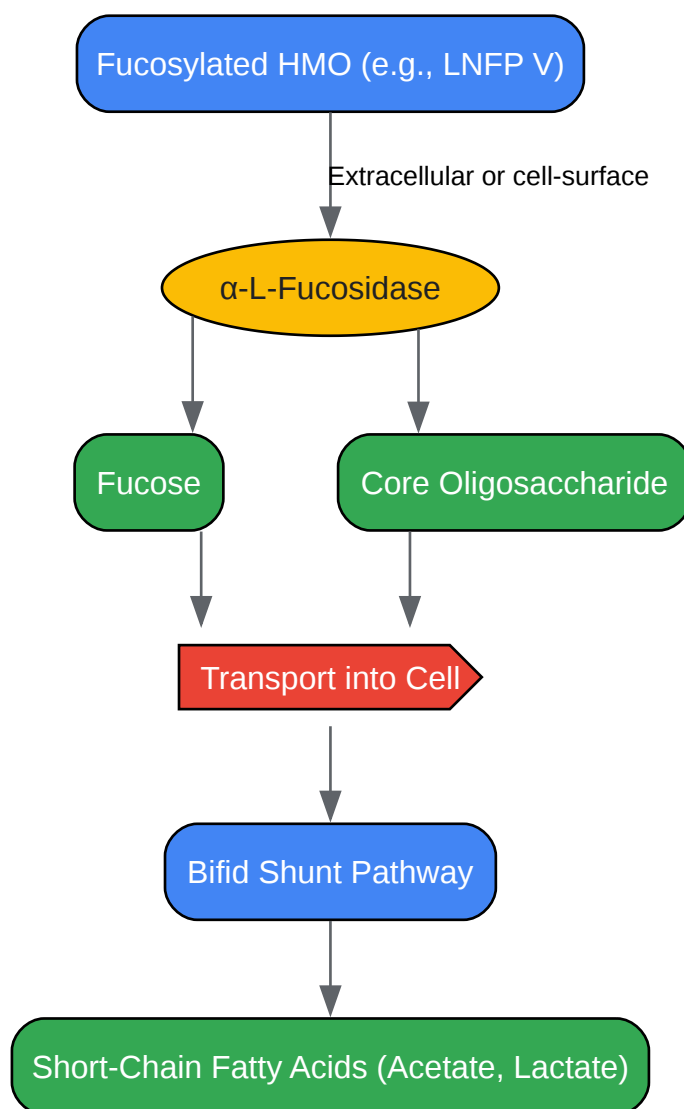 Fucosylated HMO (e.g., LNFP V)
Extracellular or cell-surface
α-L-Fucosidase
Fucose
Core Oligosaccharide
Transport into Cell
Bifid Shunt Pathway
Short-Chain Fatty Acids (Acetate, Lactate)